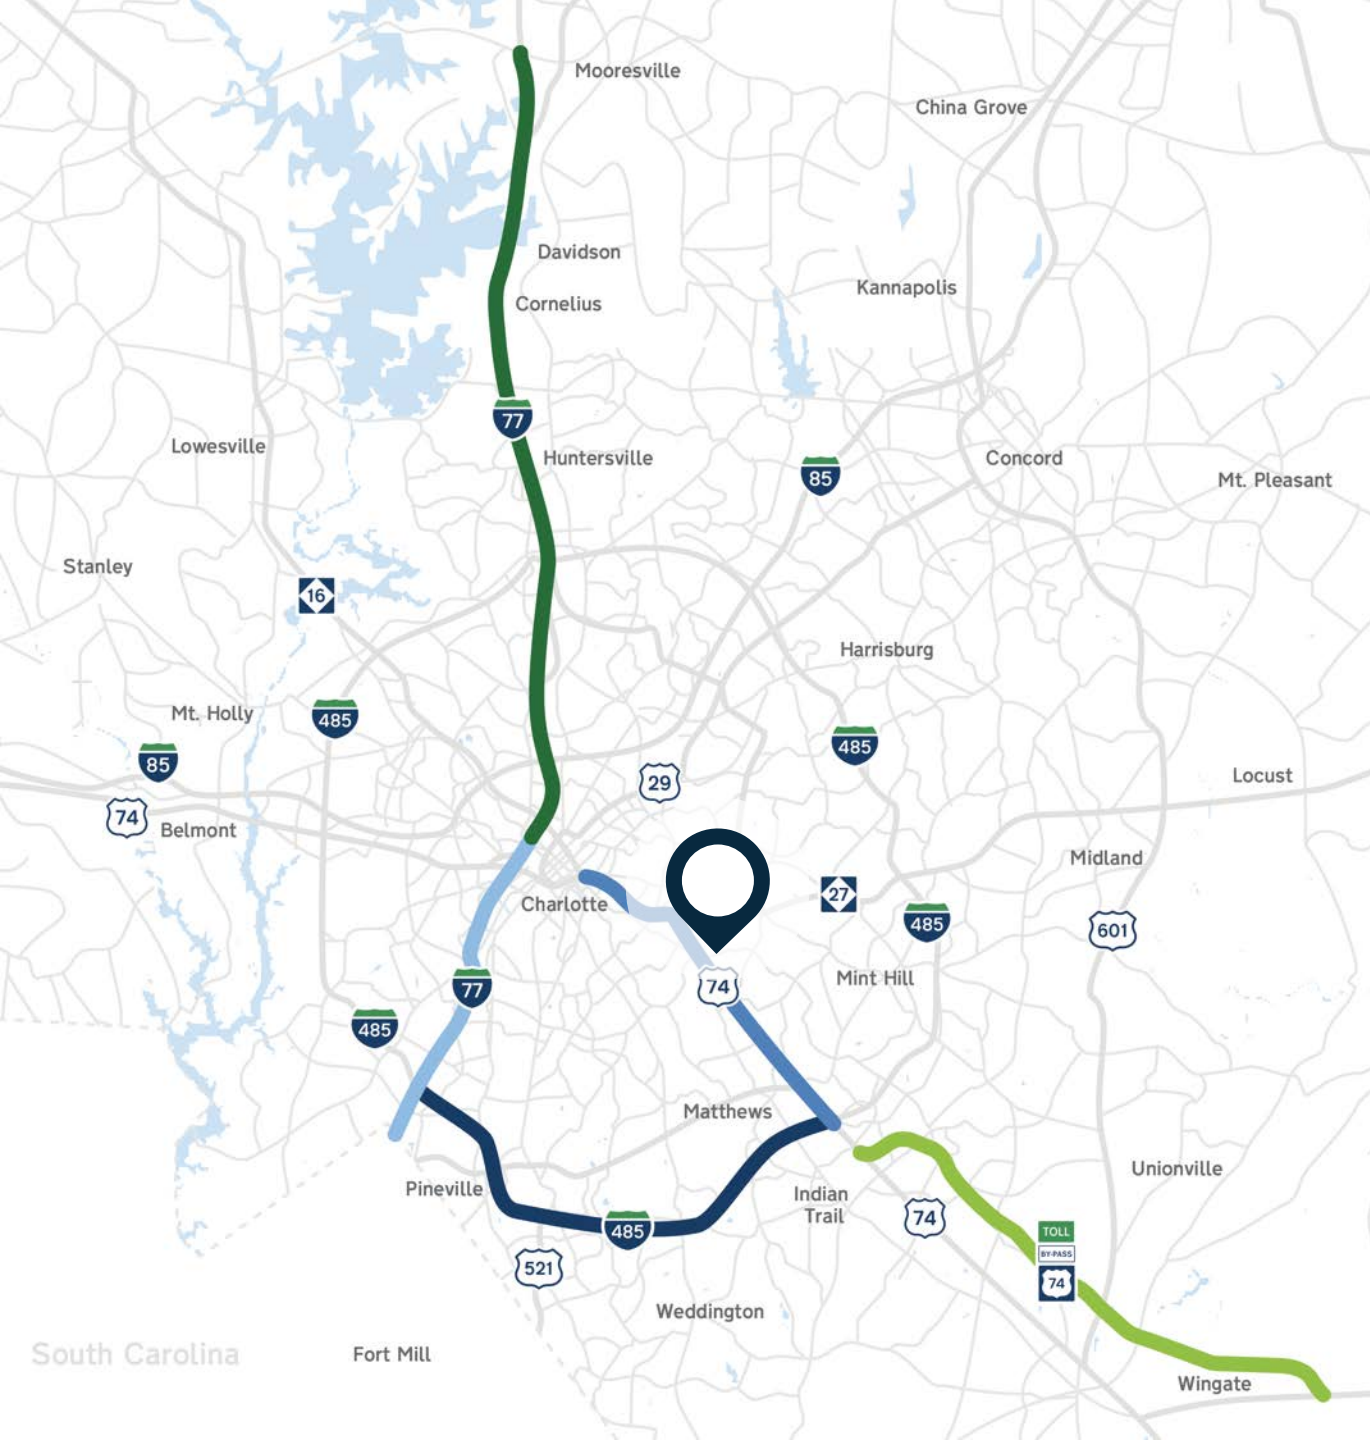 Mooresville
China Grove
Davidson
Kannapolis
Cornelius
77
Lowesville
Huntersville
Concord
85
Mt. Pleasant
Stanley
16
Harrisburg
Mt. Holly
485
485
85
29
Locust
74
Belmont
Midland
Charlotte
27
485
601
77
74
Mint Hill
485
Matthews
Unionville
Pineville
Indian
Trail
74
485
TOLL
BY-PASS
74
521
Weddington
South Carolina
Fort Mill
Wingate